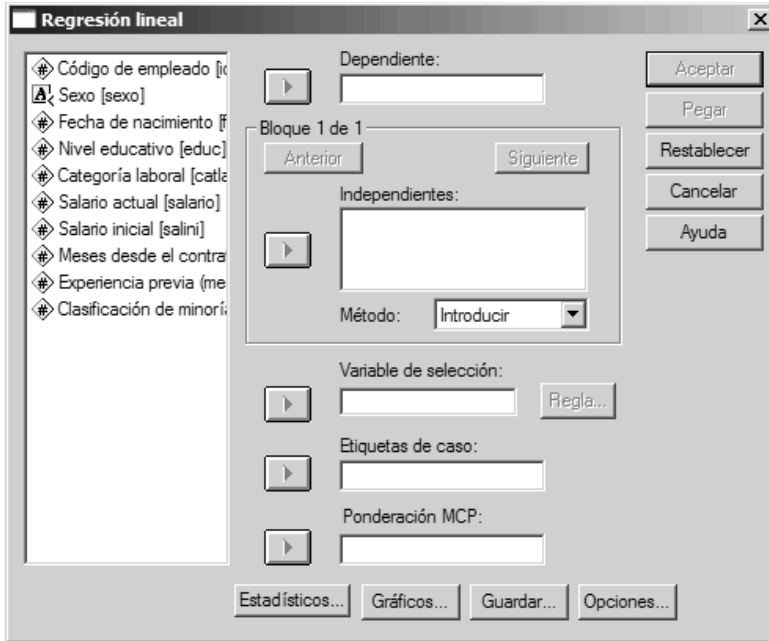 Regresión lineal
Código de empleado [id
Sexo [sexo]
Fecha de nacimiento [f
Nivel educativo [educ]
Categoría laboral [catla
Salario actual [salario]
Salario inicial [salini]
Meses desde el contra
Experiencia previa (me
Clasificación de minoría
Dependiente:
Bloque 1 de 1
Anterior
Siguiente
Independientes:
Método:
Introducir
Variable de selección:
Regla...
Etiquetas de caso:
Ponderación MCP:
Estadísticos...
Gráficos...
Guardar...
Opciones...
Aceptar
Pegar
Restablecer
Cancelar
Ayuda